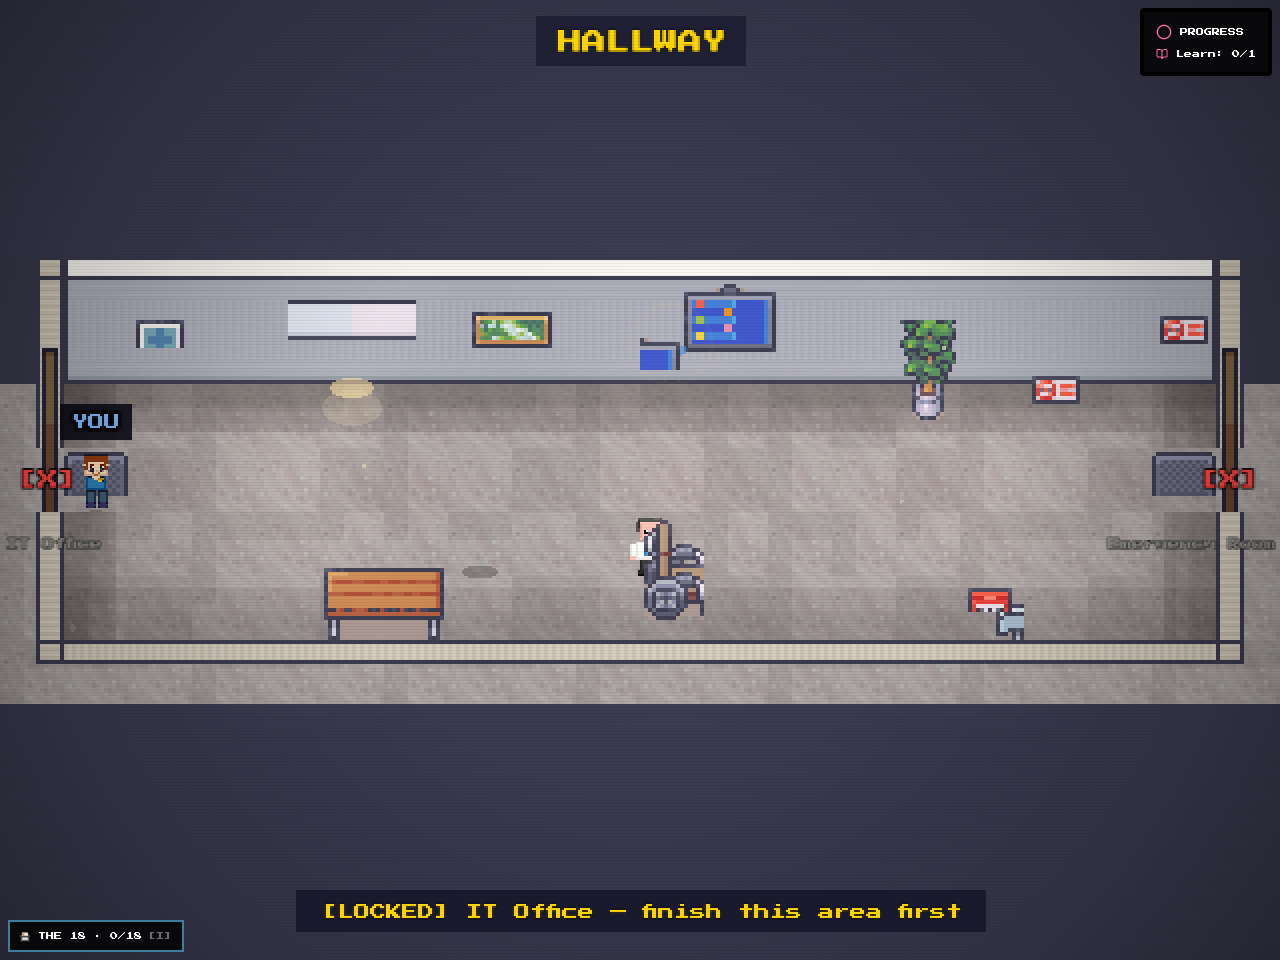 HALLWAY
PROGRESS
Learn: 0/1
YOU
[X]
[X]
IT Office
Emergency Room
[LOCKED] IT Office — finish this area first
THE 18 · 0/18 [I]